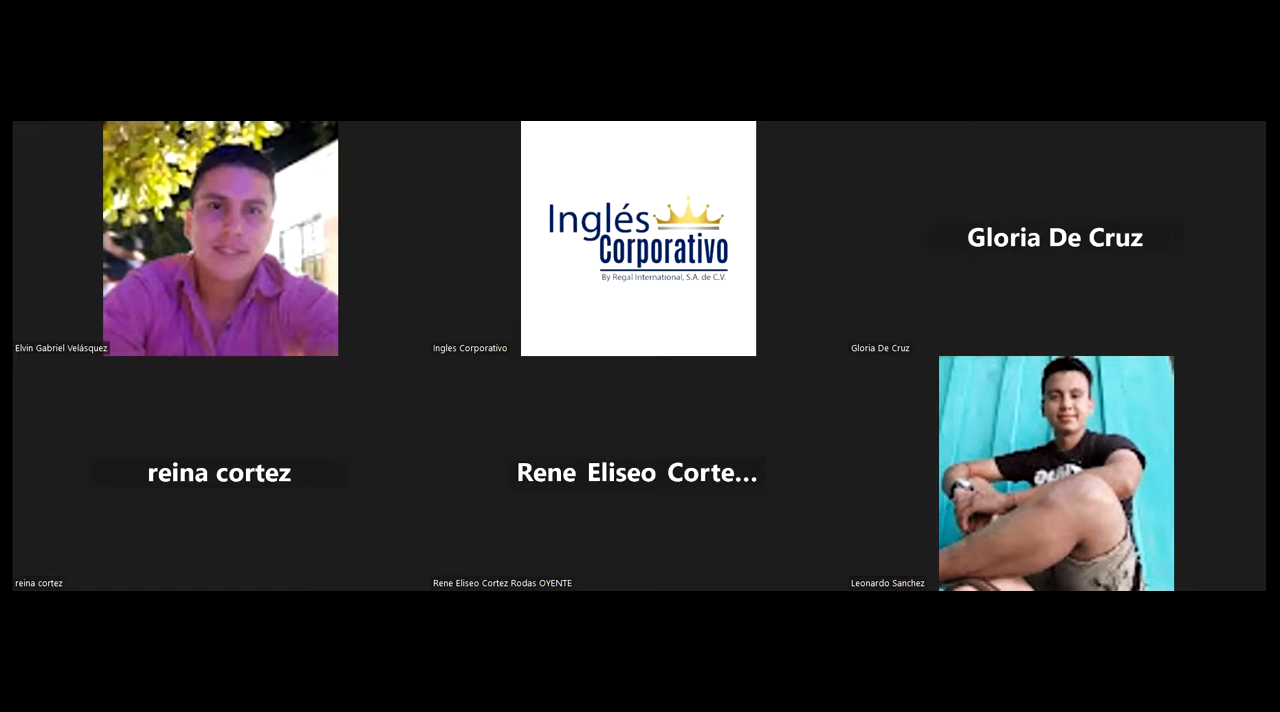 Elvin Gabriel Velásquez
Inglés
Corporativo
By Regal International, S.A. de C.V.
Ingles Corporativo
Gloria De Cruz
Gloria De Cruz
reina cortez
reina cortez
Rene Eliseo Corte...
Rene Eliseo Cortez Rodas OYENTE
Leonardo Sanchez